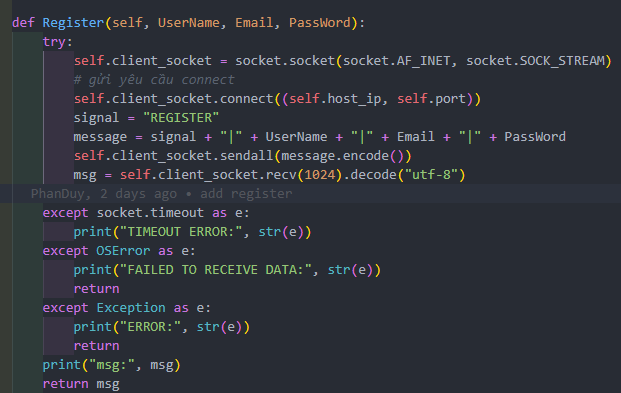 def Register(self, UserName, Email, PassWord):
    try:
        self.client_socket = socket.socket(socket.AF_INET, socket.SOCK_STREAM)
        # gửi yêu cầu connect
        self.client_socket.connect((self.host_ip, self.port))
        signal = "REGISTER"
        message = signal + "|" + UserName + "|" + Email + "|" + PassWord
        self.client_socket.sendall(message.encode())
        msg = self.client_socket.recv(1024).decode("utf-8")
PhanDuy, 2 days ago • add register
    except socket.timeout as e:
        print("TIMEOUT ERROR:", str(e))
    except OSError as e:
        print("FAILED TO RECEIVE DATA:", str(e))
        return
    except Exception as e:
        print("ERROR:", str(e))
        return
    print("msg:", msg)
    return msg